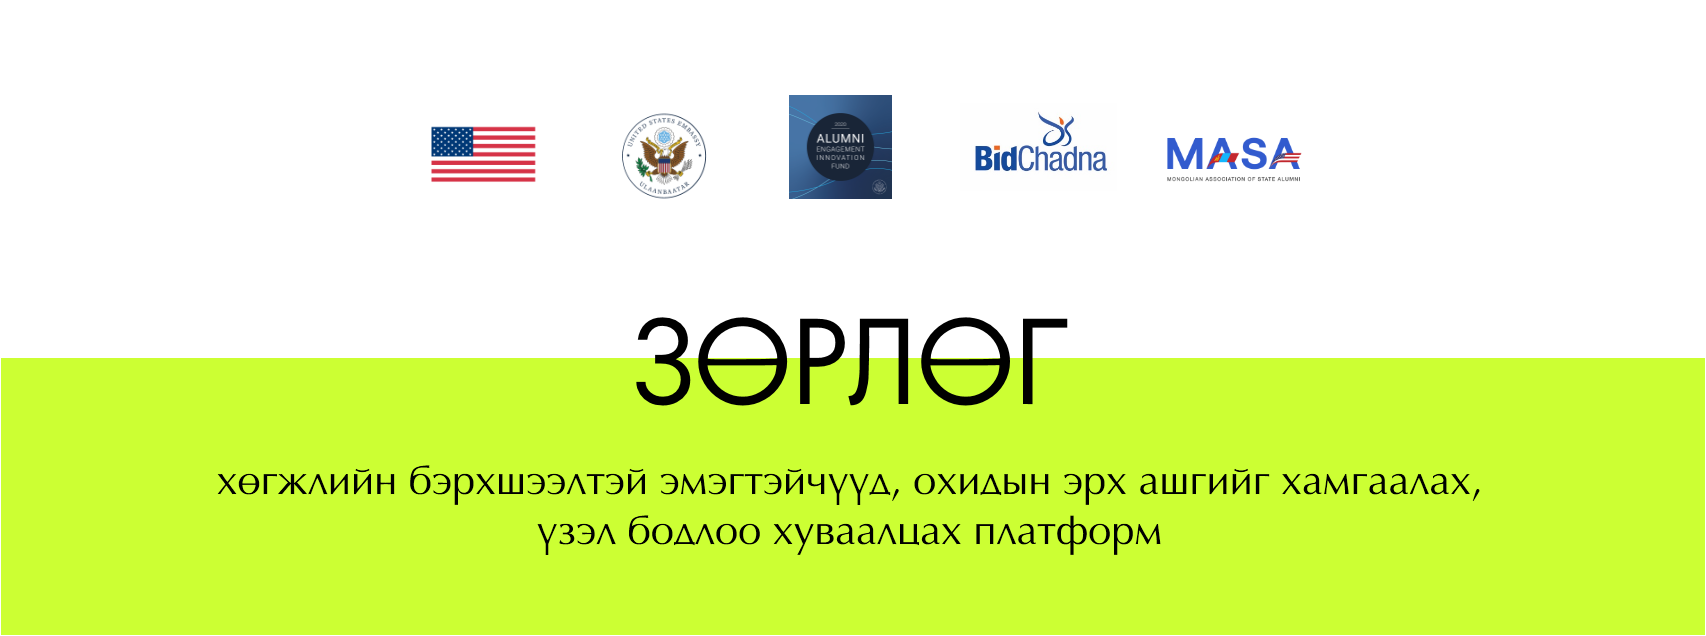 UNITED STATES EMBASSY
ULAANBAATAR
2020
ALUMNI
ENGAGEMENT
INNOVATION
FUND
BidChadna
MASA
MONGOLIAN ASSOCIATION OF STATE ALUMNI
ЗӨРЛӨГ
хөгжлийн бэрхшээлтэй эмэгтэйчүүд, охидын эрх ашгийг хамгаалах,
үзэл бодлоо хуваалцах платформ